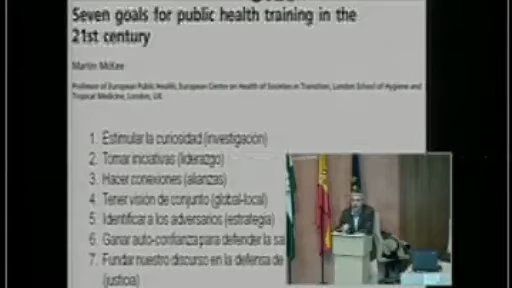 Seven goals for public health training in the
21st century
Martin McKee
Professor of European Public Health, European Centre on Health of Societies in Transition, London School of Hygiene and
Tropical Medicine, London, UK
1. Estimular la curiosidad (investigación)
2. Tomar iniciativas (liderazgo)
3. Hacer conexiones (alianzas)
4. Tener visión de conjunto (global-local)
5. Identificar a los adversarios (estrategia)
6. Ganar auto-confianza para defender la sal
7. Fundar nuestro discurso en la defensa de
(justicia)